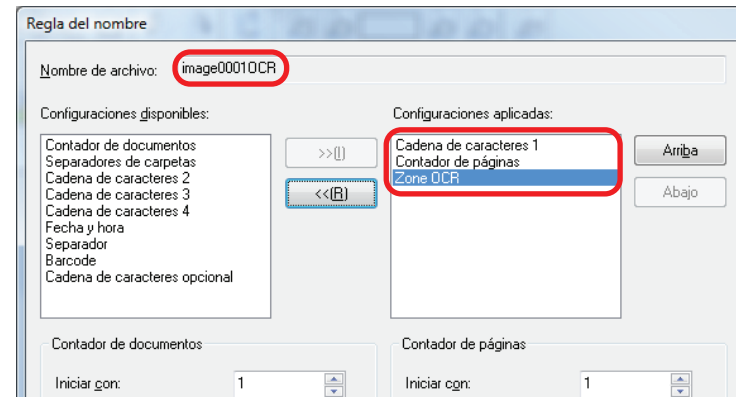 Regla del nombre
Nombre de archivo: image0001OCR
Configuraciones disponibles:
Contador de documentos
Separadores de carpetas
Cadena de caracteres 2
Cadena de caracteres 3
Cadena de caracteres 4
Fecha y hora
Separador
Barcode
Cadena de caracteres opcional
>>(I)
<<(R)
Configuraciones aplicadas:
Cadena de caracteres 1
Contador de páginas
Zone OCR
Arriba
Abajo
Contador de documentos
Iniciar con: 1
Contador de páginas
Iniciar con: 1